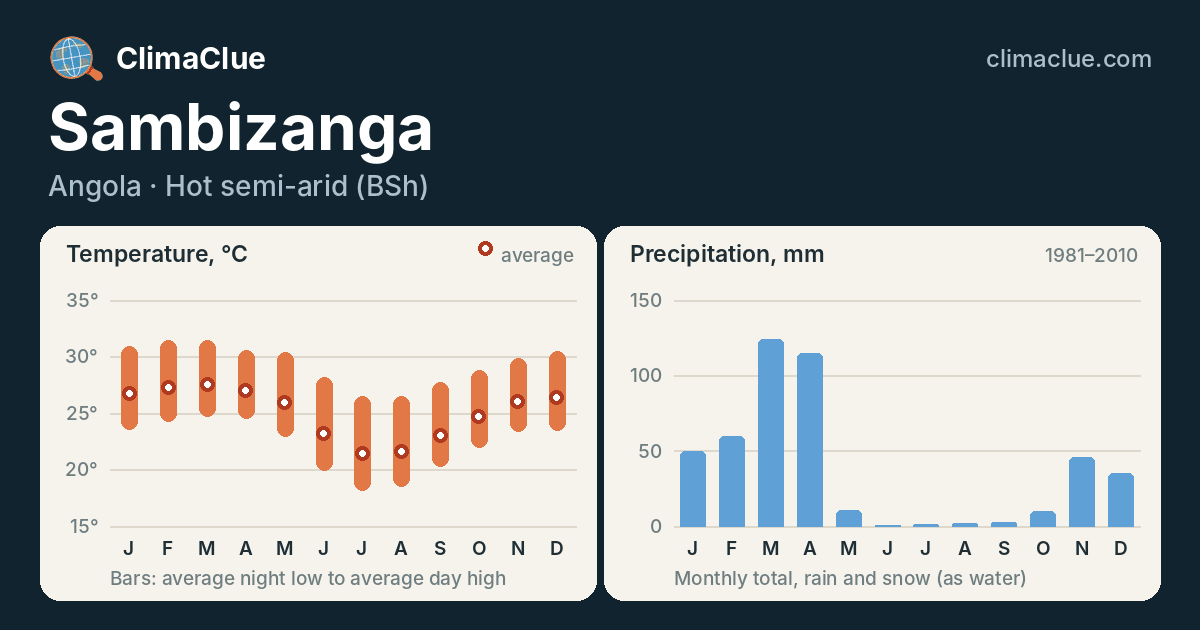 ClimaClue
climaclue.com
Sambizanga
Angola · Hot semi-arid (BSh)
Temperature, °C
average
35°
30°
25°
20°
15°
J F M A M J J A S O N D
Bars: average night low to average day high
Precipitation, mm
1981–2010
150
100
50
0
J F M A M J J A S O N D
Monthly total, rain and snow (as water)